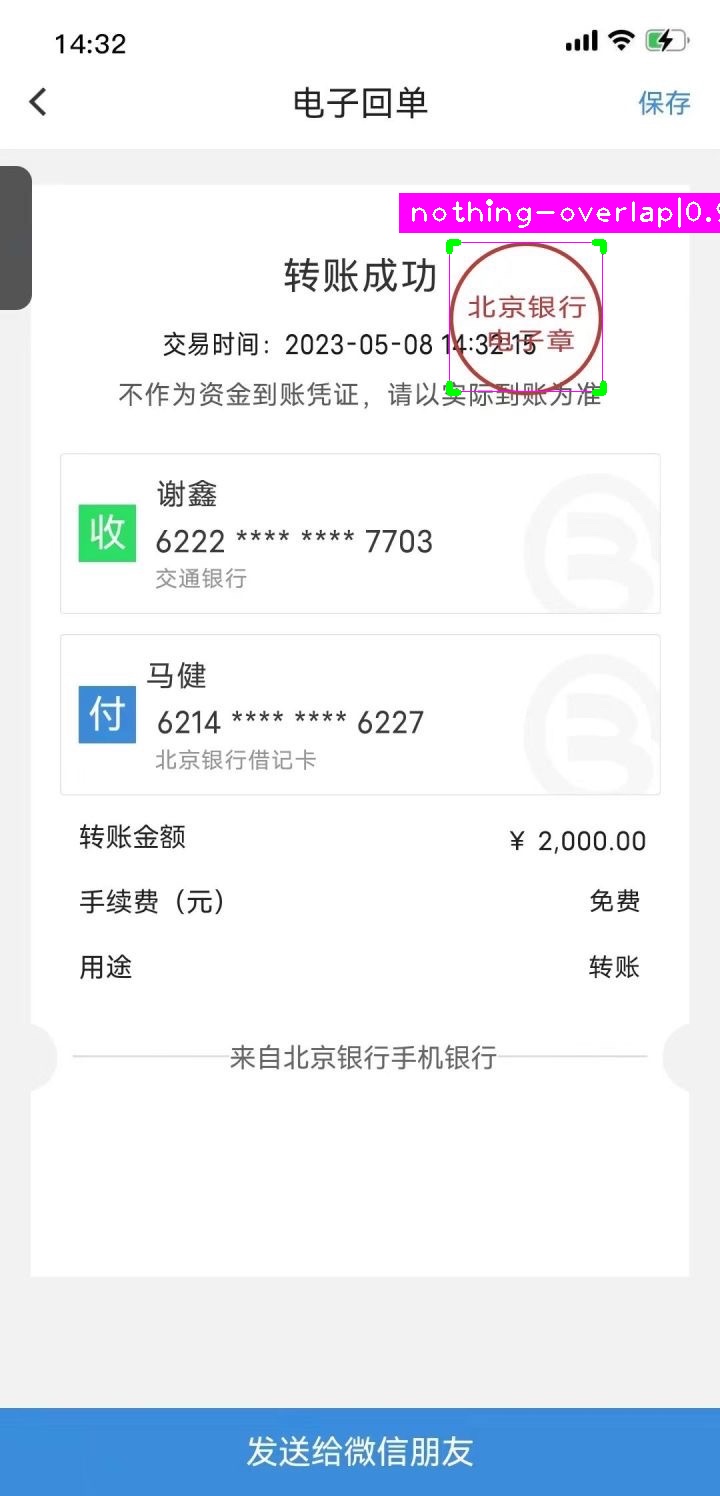 14:32
电子回单
保存
nothing-overlap|0.9
转账成功
北京银行
电子章
交易时间：2023-05-08 14:32:15
不作为资金到账凭证，请以实际到账为准
收
谢鑫
6222 **** **** 7703
交通银行
付
马健
6214 **** **** 6227
北京银行借记卡
转账金额 ¥ 2,000.00
手续费（元） 免费
用途 转账
来自北京银行手机银行
发送给微信朋友